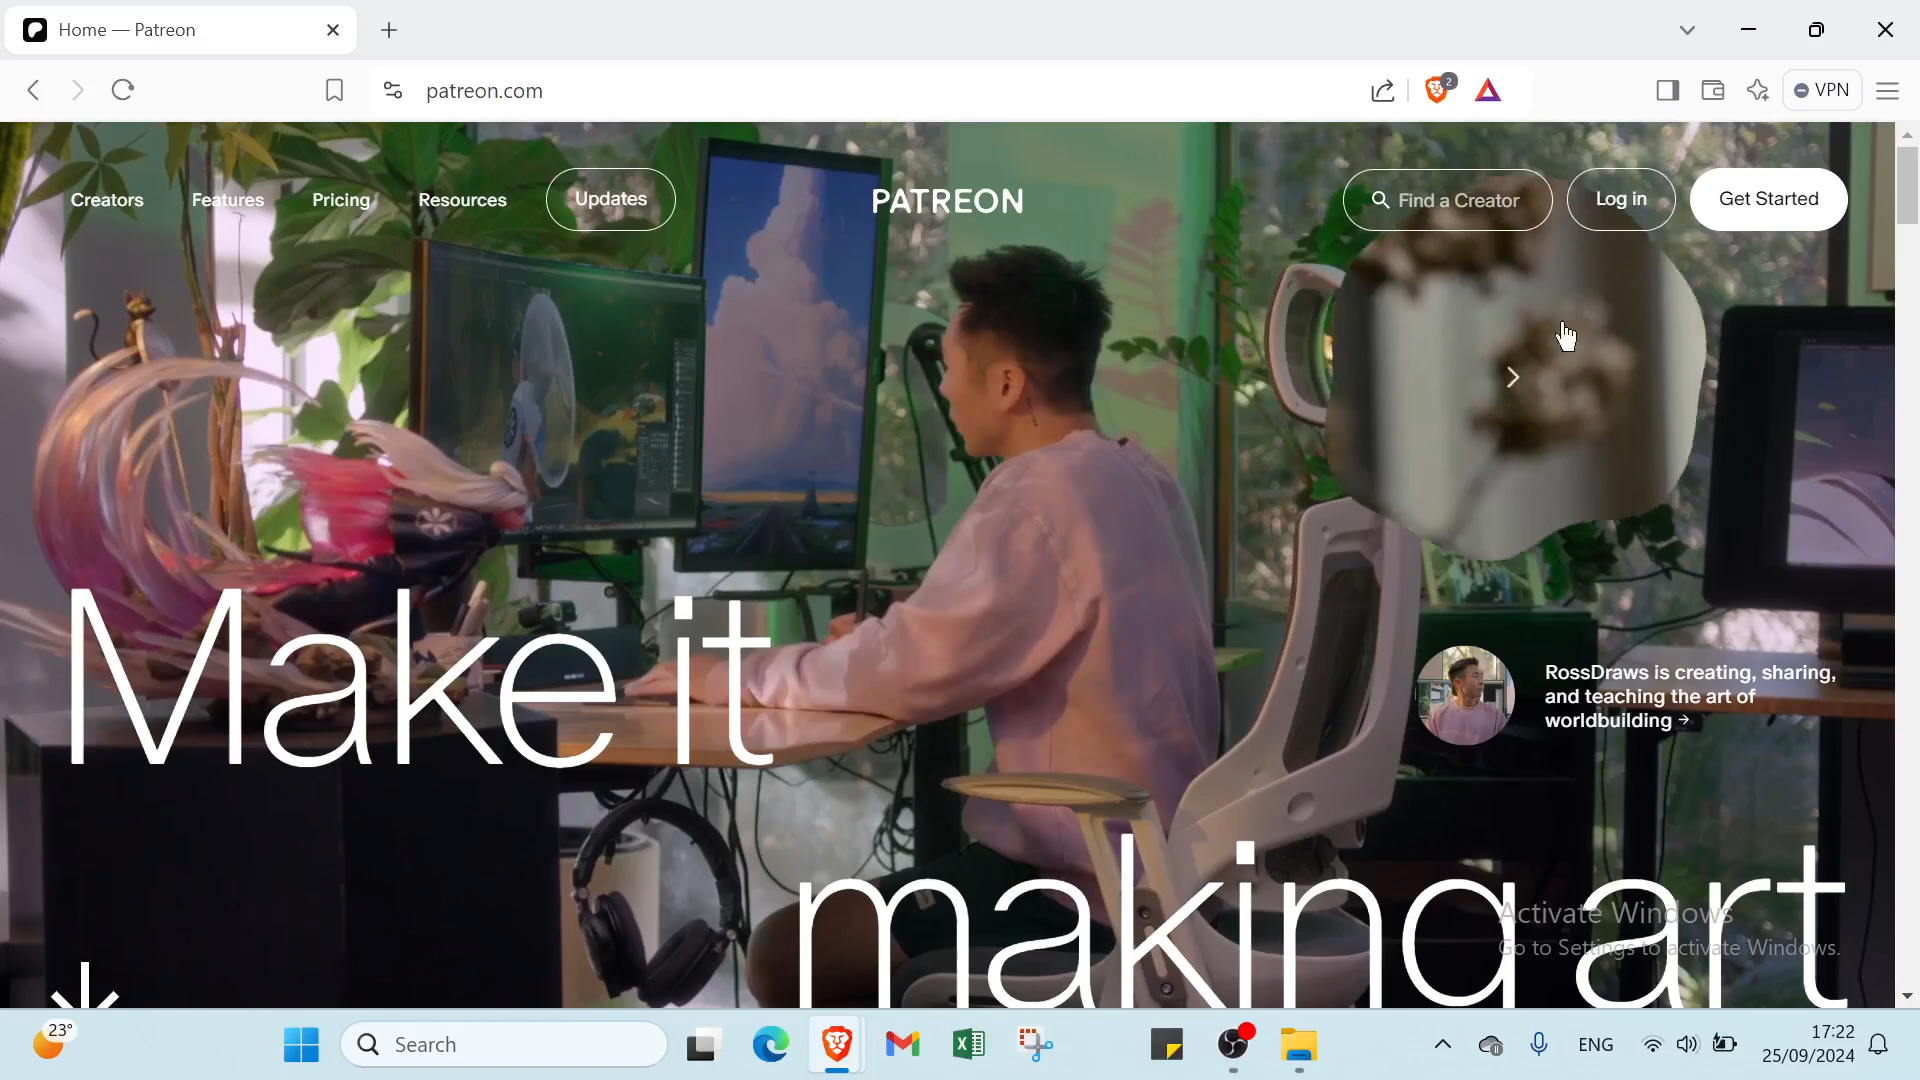 Home — Patreon
patreon.com
2
VPN
Creators
Features
Pricing
Resources
Updates
PATREON
Find a Creator
Log in
Get Started
Make it
RossDraws is creating, sharing,
and teaching the art of
worldbuilding →
making art
Activate Windows
Go to Settings to activate Windows.
23°
Search
ENG
17:22
25/09/2024